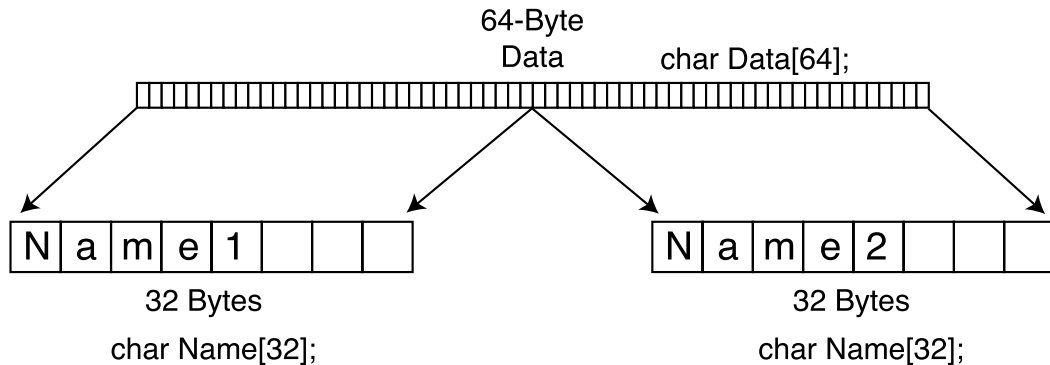 64-Byte
Data
char Data[64];
N a m e 1
N a m e 2
32 Bytes
32 Bytes
char Name[32];
char Name[32];